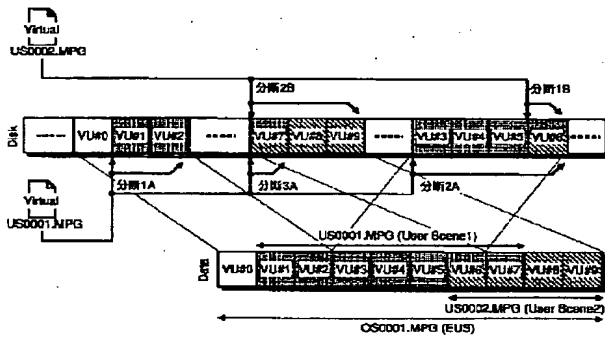 Virtual
US0002.MPG
分断2B
分断1B
Disk
----- VU#0 VU#1 VU#2 ----- VU#7 VU#8 VU#9 ----- VU#3 VU#4 VU#5 VU#6 -----
分断1A
分断3A
分断2A
Virtual
US0001.MPG
US0001.MPG (User Scene1)
Data
VU#0 VU#1 VU#2 VU#3 VU#4 VU#5 VU#6 VU#7 VU#8 VU#9
US0002.MPG (User Scene2)
OS0001.MPG (EUS)